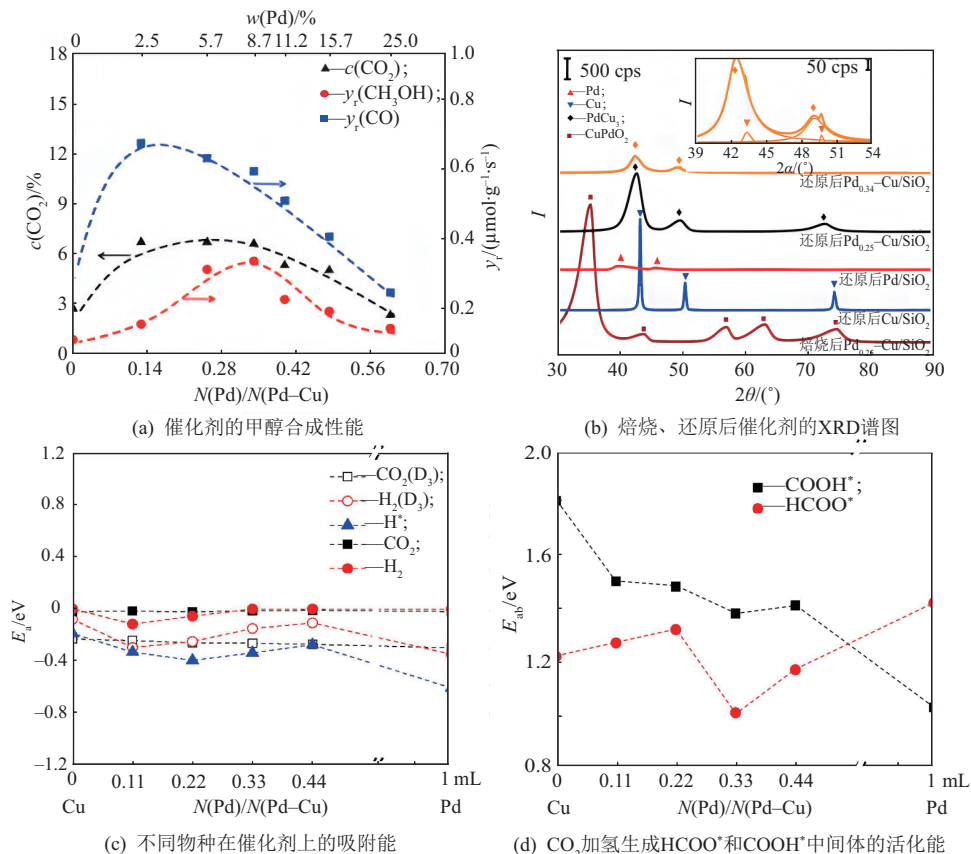 w(Pd)/%
0 2.5 5.7 8.7 11.2 15.7 25.0
18
15
12
9
6
3
0
c(CO₂)/%
1.0
0.8
0.6
0.4
0.2
0
yᵣ/(μmol·g⁻¹·s⁻¹)
c(CO₂);
yᵣ(CH₃OH);
yᵣ(CO)
0 0.14 0.28 0.42 0.56 0.70
N(Pd)/N(Pd–Cu)
(a) 催化剂的甲醇合成性能
500 cps
Pd;
Cu;
PdCu₃;
CuPdO₂
50 cps
I
39 42 45 48 51 54
2α/(°)
还原后Pd₀.₃₄–Cu/SiO₂
还原后Pd₀.₂₅–Cu/SiO₂
还原后Pd/SiO₂
还原后Cu/SiO₂
焙烧后Pd₀.₂₆–Cu/SiO₂
I
30 40 50 60 70 80 90
2θ/(°)
(b) 焙烧、还原后催化剂的XRD谱图
1.2
0.8
0.4
0
−0.4
−0.8
−1.2
Eₐ/eV
CO₂(D₃);
H₂(D₃);
H*;
CO₂;
H₂
0 0.11 0.22 0.33 0.44 1 mL
Cu N(Pd)/N(Pd–Cu) Pd
(c) 不同物种在催化剂上的吸附能
2.0
1.6
1.2
0.8
Eₐb/eV
COOH*;
HCOO*
0 0.11 0.22 0.33 0.44 1 mL
Cu N(Pd)/N(Pd–Cu) Pd
(d) CO₂加氢生成HCOO*和COOH*中间体的活化能